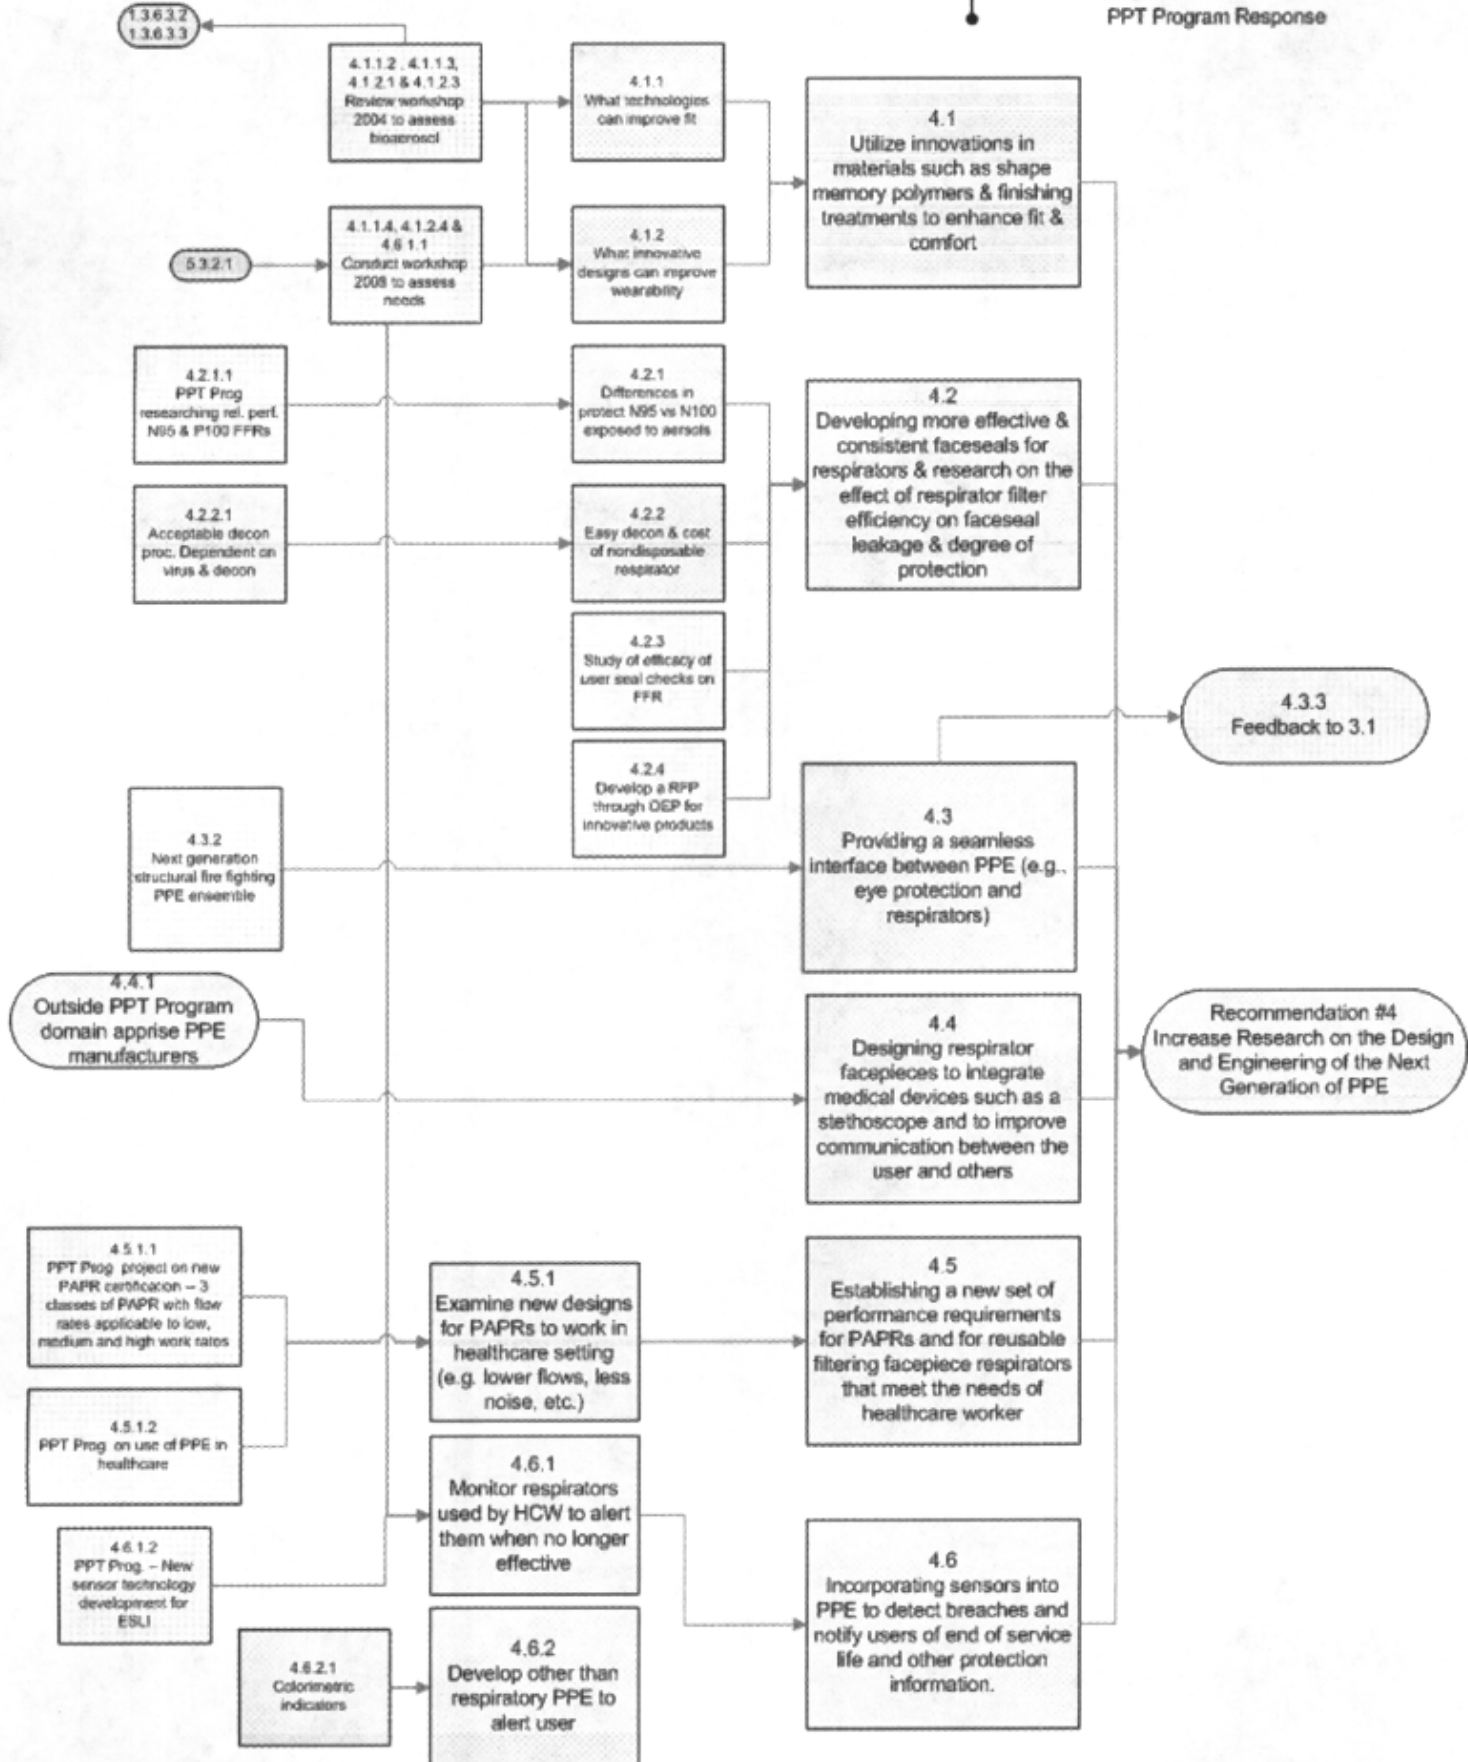 PPT Program Response
1.3.6.3.2
1.3.6.3.3
4.1.1.2 , 4.1.1.3,
4.1.2.1 & 4.1.2.3
Review workshop
2004 to assess
bioaerosol
4.1.1
What technologies
can improve fit
4.1
Utilize innovations in
materials such as shape
memory polymers & finishing
treatments to enhance fit &
comfort
5.3.2.1
4.1.1.4, 4.1.2.4 &
4.6.1.1
Conduct workshop
2008 to assess
needs
4.1.2
What innovative
designs can improve
wearability
4.2.1.1
PPT Prog
researching rel. perf.
N95 & P100 FFRs
4.2.1
Differences in
protect N95 vs N100
exposed to aersols
4.2
Developing more effective &
consistent faceseals for
respirators & research on the
effect of respirator filter
efficiency on faceseal
leakage & degree of
protection
4.2.2.1
Acceptable decon
proc. Dependent on
virus & decon
4.2.2
Easy decon & cost
of nondisposable
respirator
4.2.3
Study of efficacy of
user seal checks on
FFR
4.3.3
Feedback to 3.1
4.2.4
Develop a RFP
through OEP for
innovative products
4.3.2
Next generation
structural fire fighting
PPE ensemble
4.3
Providing a seamless
interface between PPE (e.g.,
eye protection and
respirators)
4.4.1
Outside PPT Program
domain apprise PPE
manufacturers
4.4
Designing respirator
facepieces to integrate
medical devices such as a
stethoscope and to improve
communication between the
user and others
Recommendation #4
Increase Research on the Design
and Engineering of the Next
Generation of PPE
4.5.1.1
PPT Prog. project on new
PAPR certification – 3
classes of PAPR with flow
rates applicable to low,
medium and high work rates
4.5.1
Examine new designs
for PAPRs to work in
healthcare setting
(e.g. lower flows, less
noise, etc.)
4.5
Establishing a new set of
performance requirements
for PAPRs and for reusable
filtering facepiece respirators
that meet the needs of
healthcare worker
4.5.1.2
PPT Prog. on use of PPE in
healthcare
4.6.1
Monitor respirators
used by HCW to alert
them when no longer
effective
4.6.1.2
PPT Prog. – New
sensor technology
development for
ESLI
4.6
Incorporating sensors into
PPE to detect breaches and
notify users of end of service
life and other protection
information.
4.6.2.1
Colorimetric
indicators
4.6.2
Develop other than
respiratory PPE to
alert user